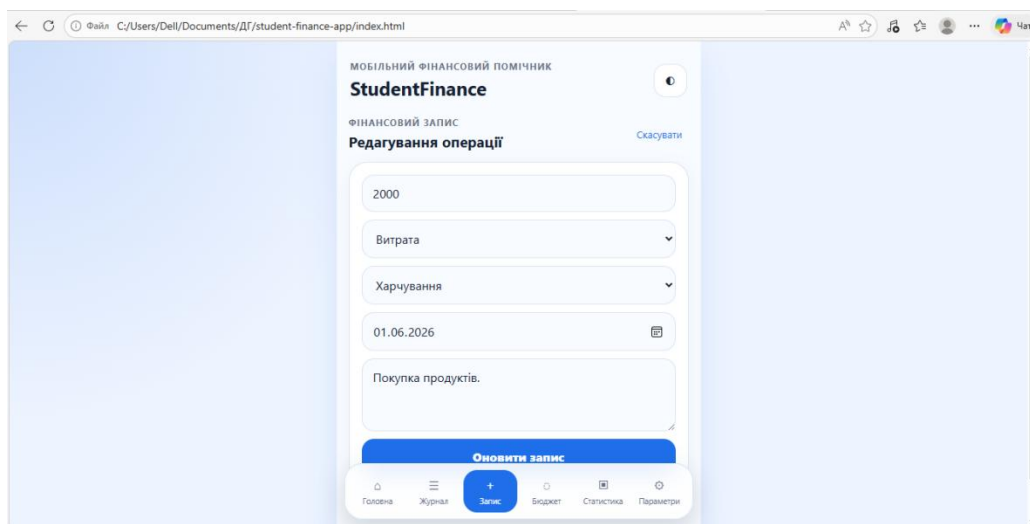 Файл C:/Users/Dell/Documents/ДГ/student-finance-app/index.html
МОБІЛЬНИЙ ФІНАНСОВИЙ ПОМІЧНИК
StudentFinance
ФІНАНСОВИЙ ЗАПИС
Скасувати
Редагування операції
2000
Витрата
Харчування
01.06.2026
Покупка продуктів.
Оновити запис
Головна Журнал Запис Бюджет Статистика Параметри